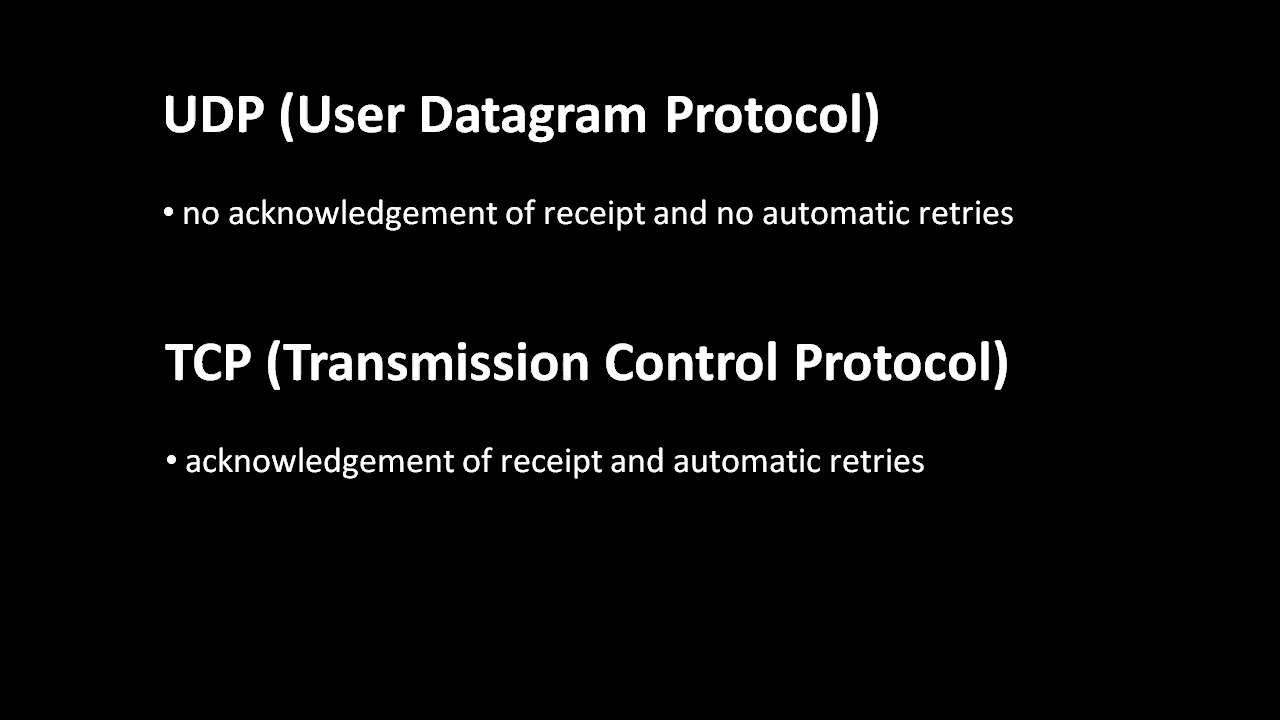 UDP (User Datagram Protocol)
• no acknowledgement of receipt and no automatic retries
TCP (Transmission Control Protocol)
• acknowledgement of receipt and automatic retries